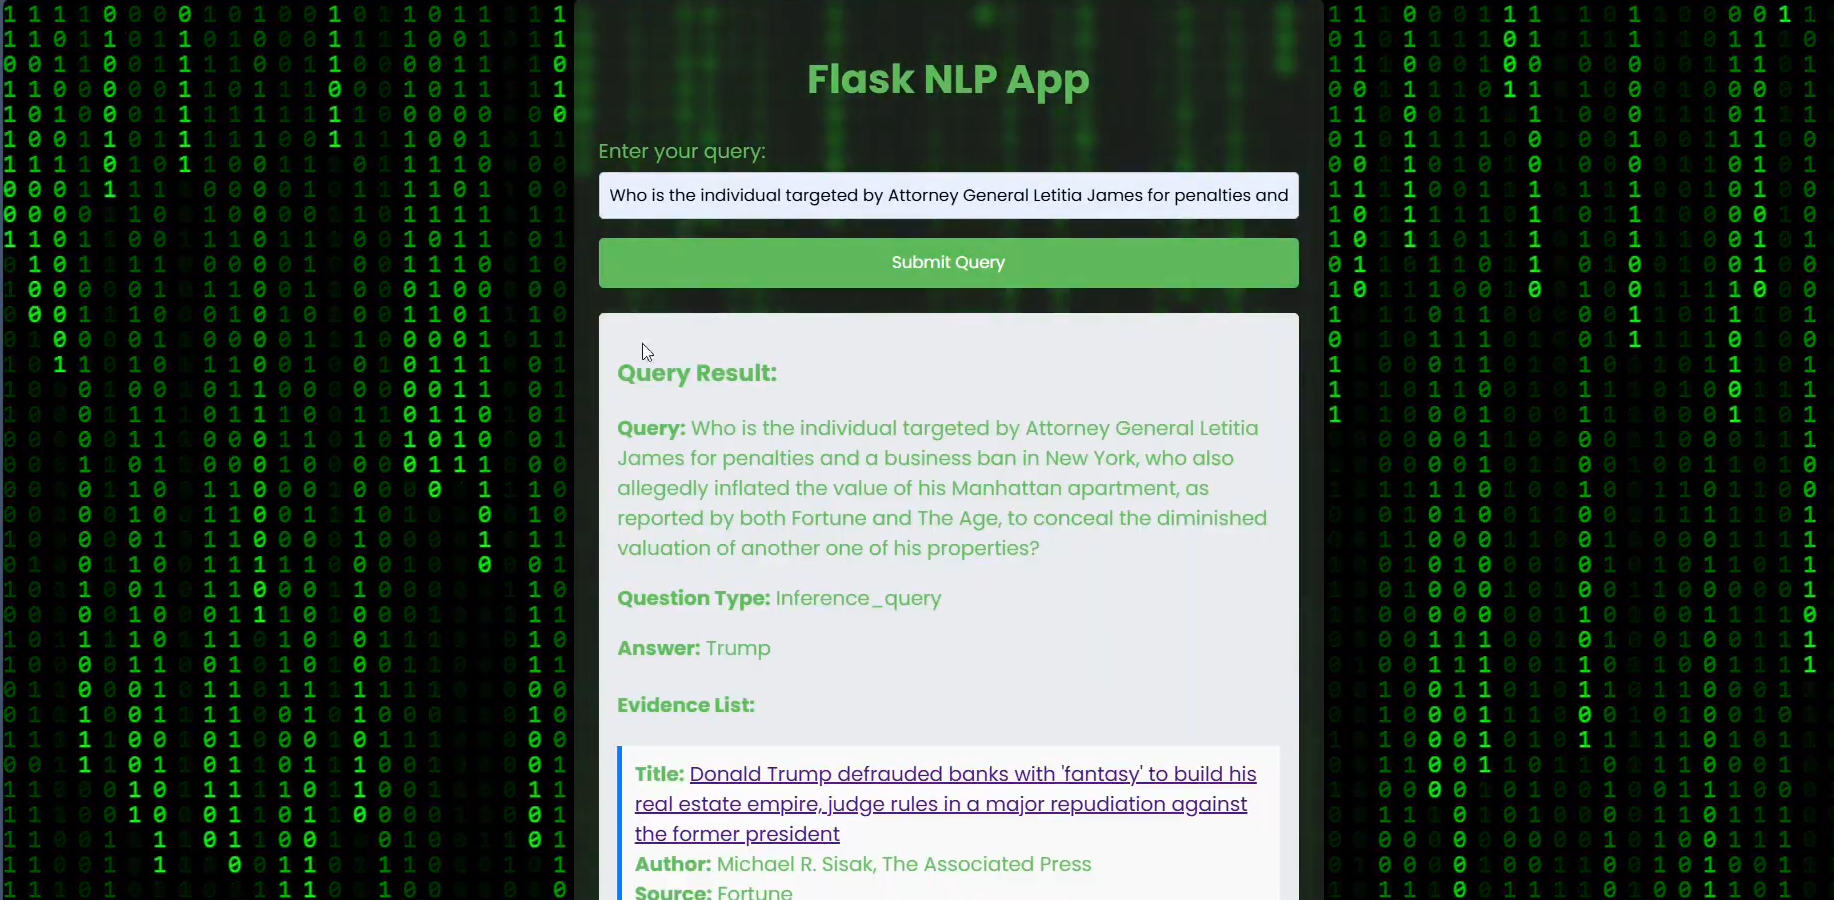 Flask NLP App
Enter your query:
Who is the individual targeted by Attorney General Letitia James for penalties and
Submit Query
Query Result:
Query: Who is the individual targeted by Attorney General Letitia
James for penalties and a business ban in New York, who also
allegedly inflated the value of his Manhattan apartment, as
reported by both Fortune and The Age, to conceal the diminished
valuation of another one of his properties?
Question Type: Inference_query
Answer: Trump
Evidence List:
Title: Donald Trump defrauded banks with 'fantasy' to build his
real estate empire, judge rules in a major repudiation against
the former president
Author: Michael R. Sisak, The Associated Press
Source: Fortune